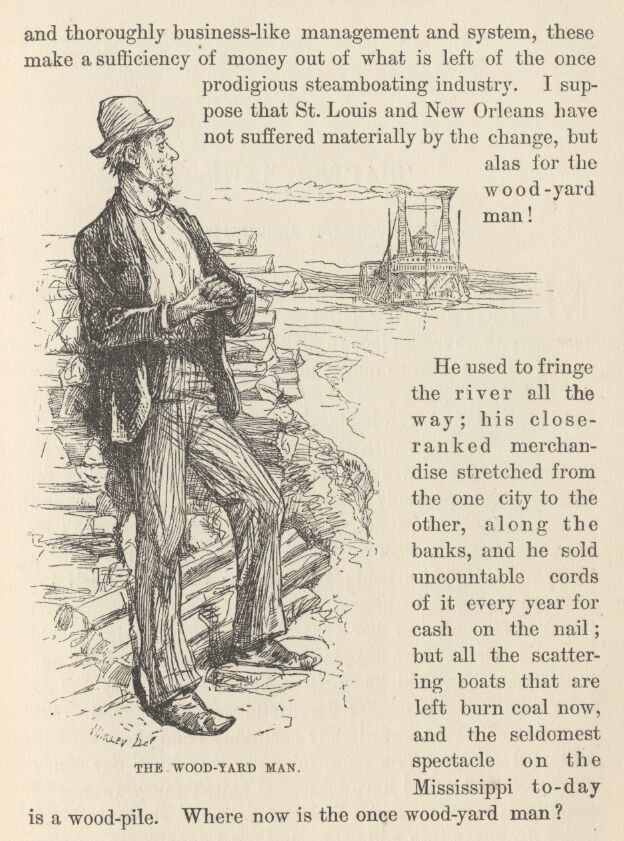 and thoroughly business-like management and system, these
make a sufficiency of money out of what is left of the once
prodigious steamboating industry. I sup-
pose that St. Louis and New Orleans have
not suffered materially by the change, but
alas for the
wood-yard
man!
He used to fringe
the river all the
way; his close-
ranked merchan-
dise stretched from
the one city to the
other, along the
banks, and he sold
uncountable cords
of it every year for
cash on the nail;
but all the scatter-
ing boats that are
left burn coal now,
and the seldomest
spectacle on the
Mississippi to-day
THE WOOD-YARD MAN.
is a wood-pile. Where now is the once wood-yard man?